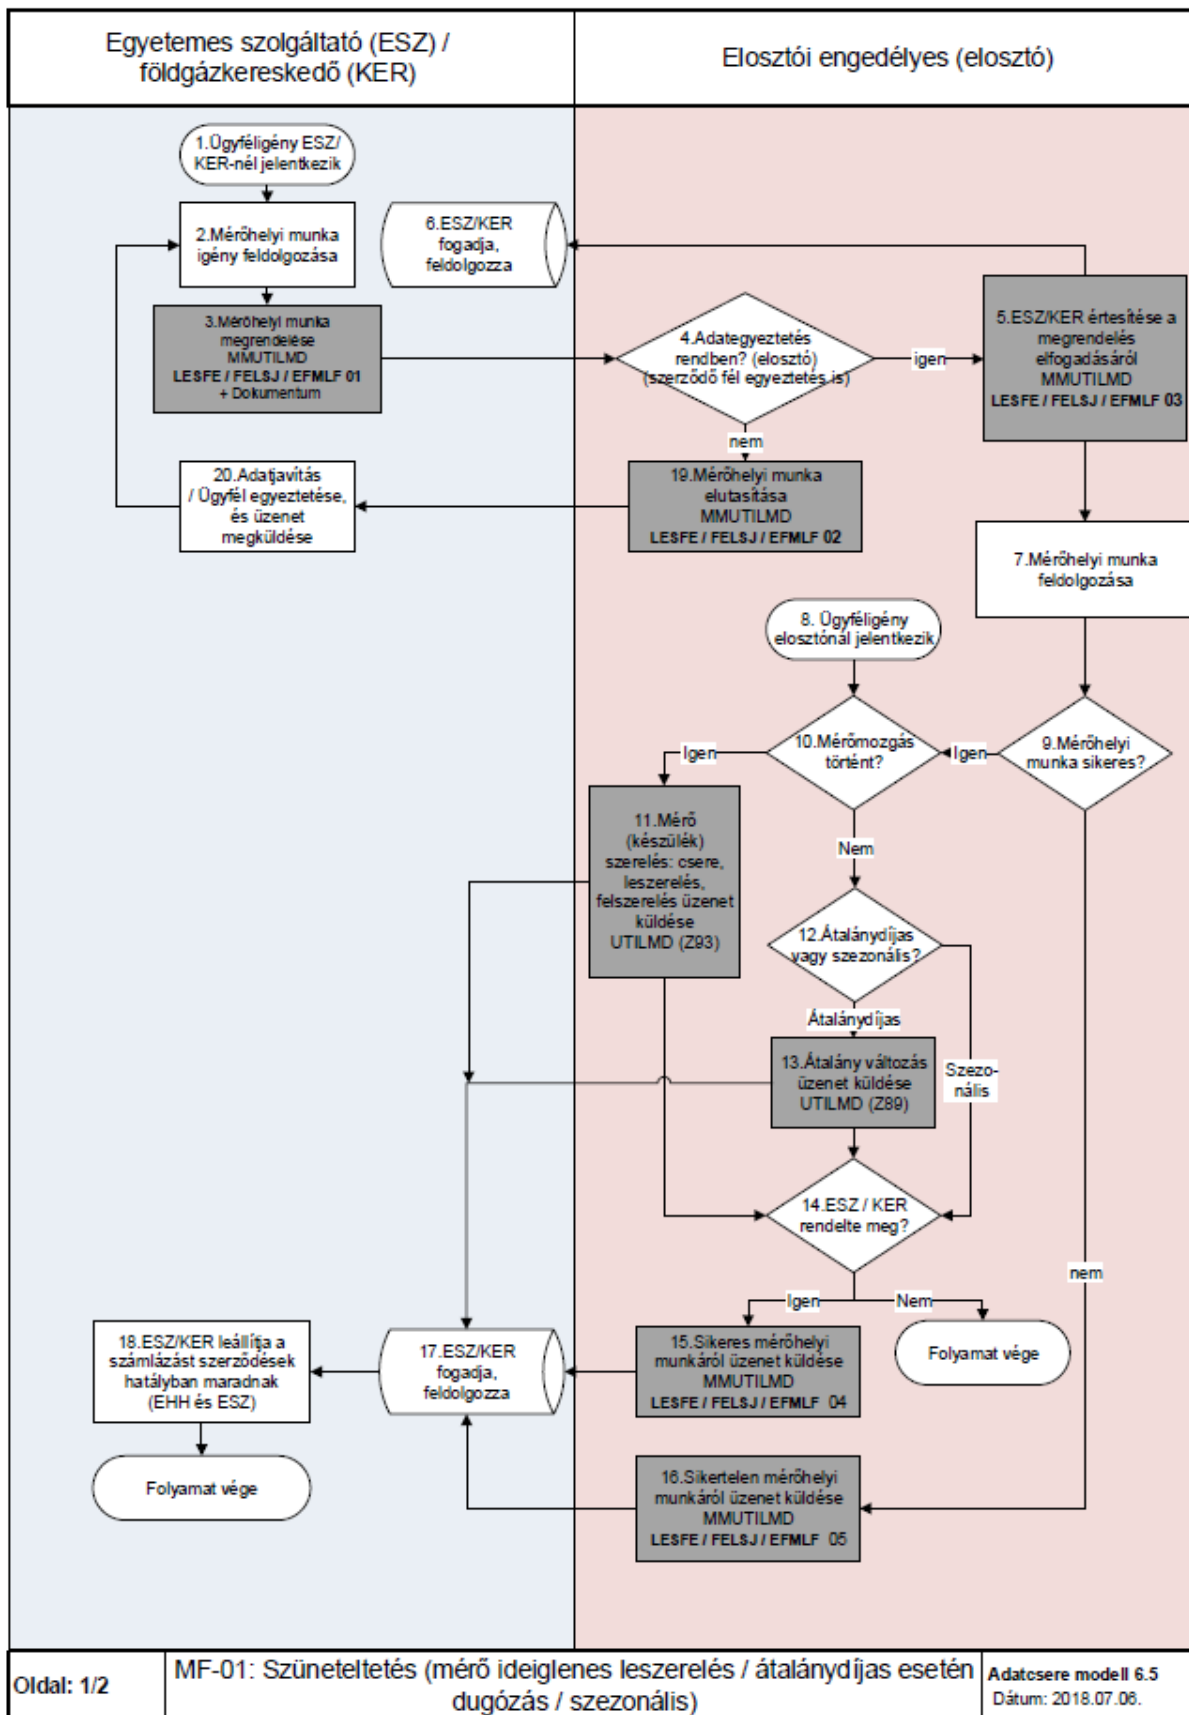 Egyetemes szolgáltató (ESZ) /
földgázkereskedő (KER)
Elosztói engedélyes (elosztó)
1.Ügyféligény ESZ/
KER-nél jelentkezik
2.Mérőhelyi munka
igény feldolgozása
3.Mérőhelyi munka
megrendelése
MMUTILMD
LESFE / FELSJ / EFMLF 01
+ Dokumentum
6.ESZ/KER
fogadja,
feldolgozza
4.Adategyeztetés
rendben? (elosztó)
(szerződő fél egyeztetés is)
igen
nem
5.ESZ/KER értesítése a
megrendelés
elfogadásáról
MMUTILMD
LESFE / FELSJ / EFMLF 03
20.Adatjavítás
/ Ügyfél egyeztetése,
és üzenet
megküldése
19.Mérőhelyi munka
elutasítása
MMUTILMD
LESFE / FELSJ / EFMLF 02
7.Mérőhelyi munka
feldolgozása
8. Ügyféligény
elosztónál jelentkezik
10.Mérőmozgás
történt?
Igen
Igen
9.Mérőhelyi
munka sikeres?
11.Mérő
(készülék)
szerelés: csere,
leszerelés,
felszerelés üzenet
küldése
UTILMD (Z93)
Nem
12.Átalánydíjas
vagy szezonális?
Átalánydíjas
13.Átalány változás
üzenet küldése
UTILMD (Z89)
Szezo-
nális
14.ESZ / KER
rendelte meg?
nem
Igen
Nem
15.Sikeres mérőhelyi
munkáról üzenet küldése
MMUTILMD
LESFE / FELSJ / EFMLF 04
Folyamat vége
17.ESZ/KER
fogadja,
feldolgozza
18.ESZ/KER leállítja a
számlázást szerződések
hatályban maradnak
(EHH és ESZ)
Folyamat vége
16.Sikertelen mérőhelyi
munkáról üzenet küldése
MMUTILMD
LESFE / FELSJ / EFMLF 05
Oldal: 1/2
MF-01: Szüneteltetés (mérő ideiglenes leszerelés / átalánydíjas esetén
dugózás / szezonális)
Adatcsere modell 6.5
Dátum: 2018.07.06.